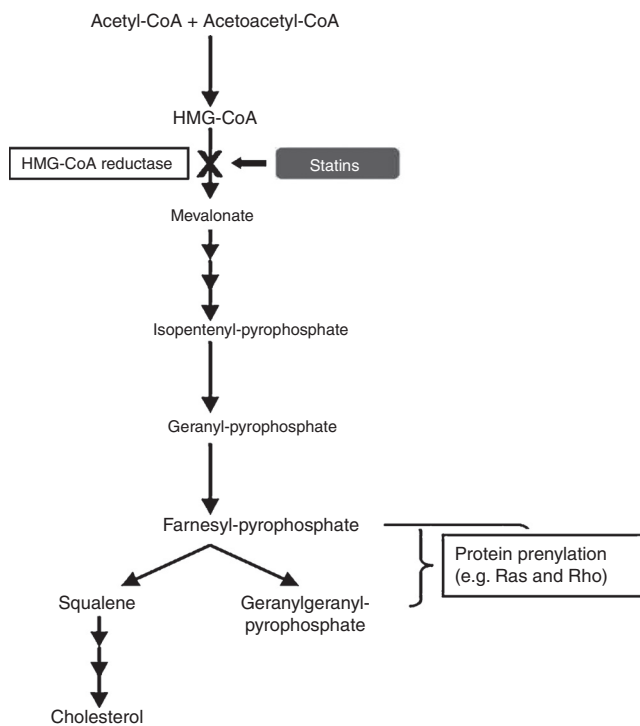 Acetyl-CoA + Acetoacetyl-CoA
HMG-CoA
HMG-CoA reductase
Statins
Mevalonate
Isopentenyl-pyrophosphate
Geranyl-pyrophosphate
Farnesyl-pyrophosphate
Protein prenylation
(e.g. Ras and Rho)
Squalene
Geranylgeranyl-
pyrophosphate
Cholesterol